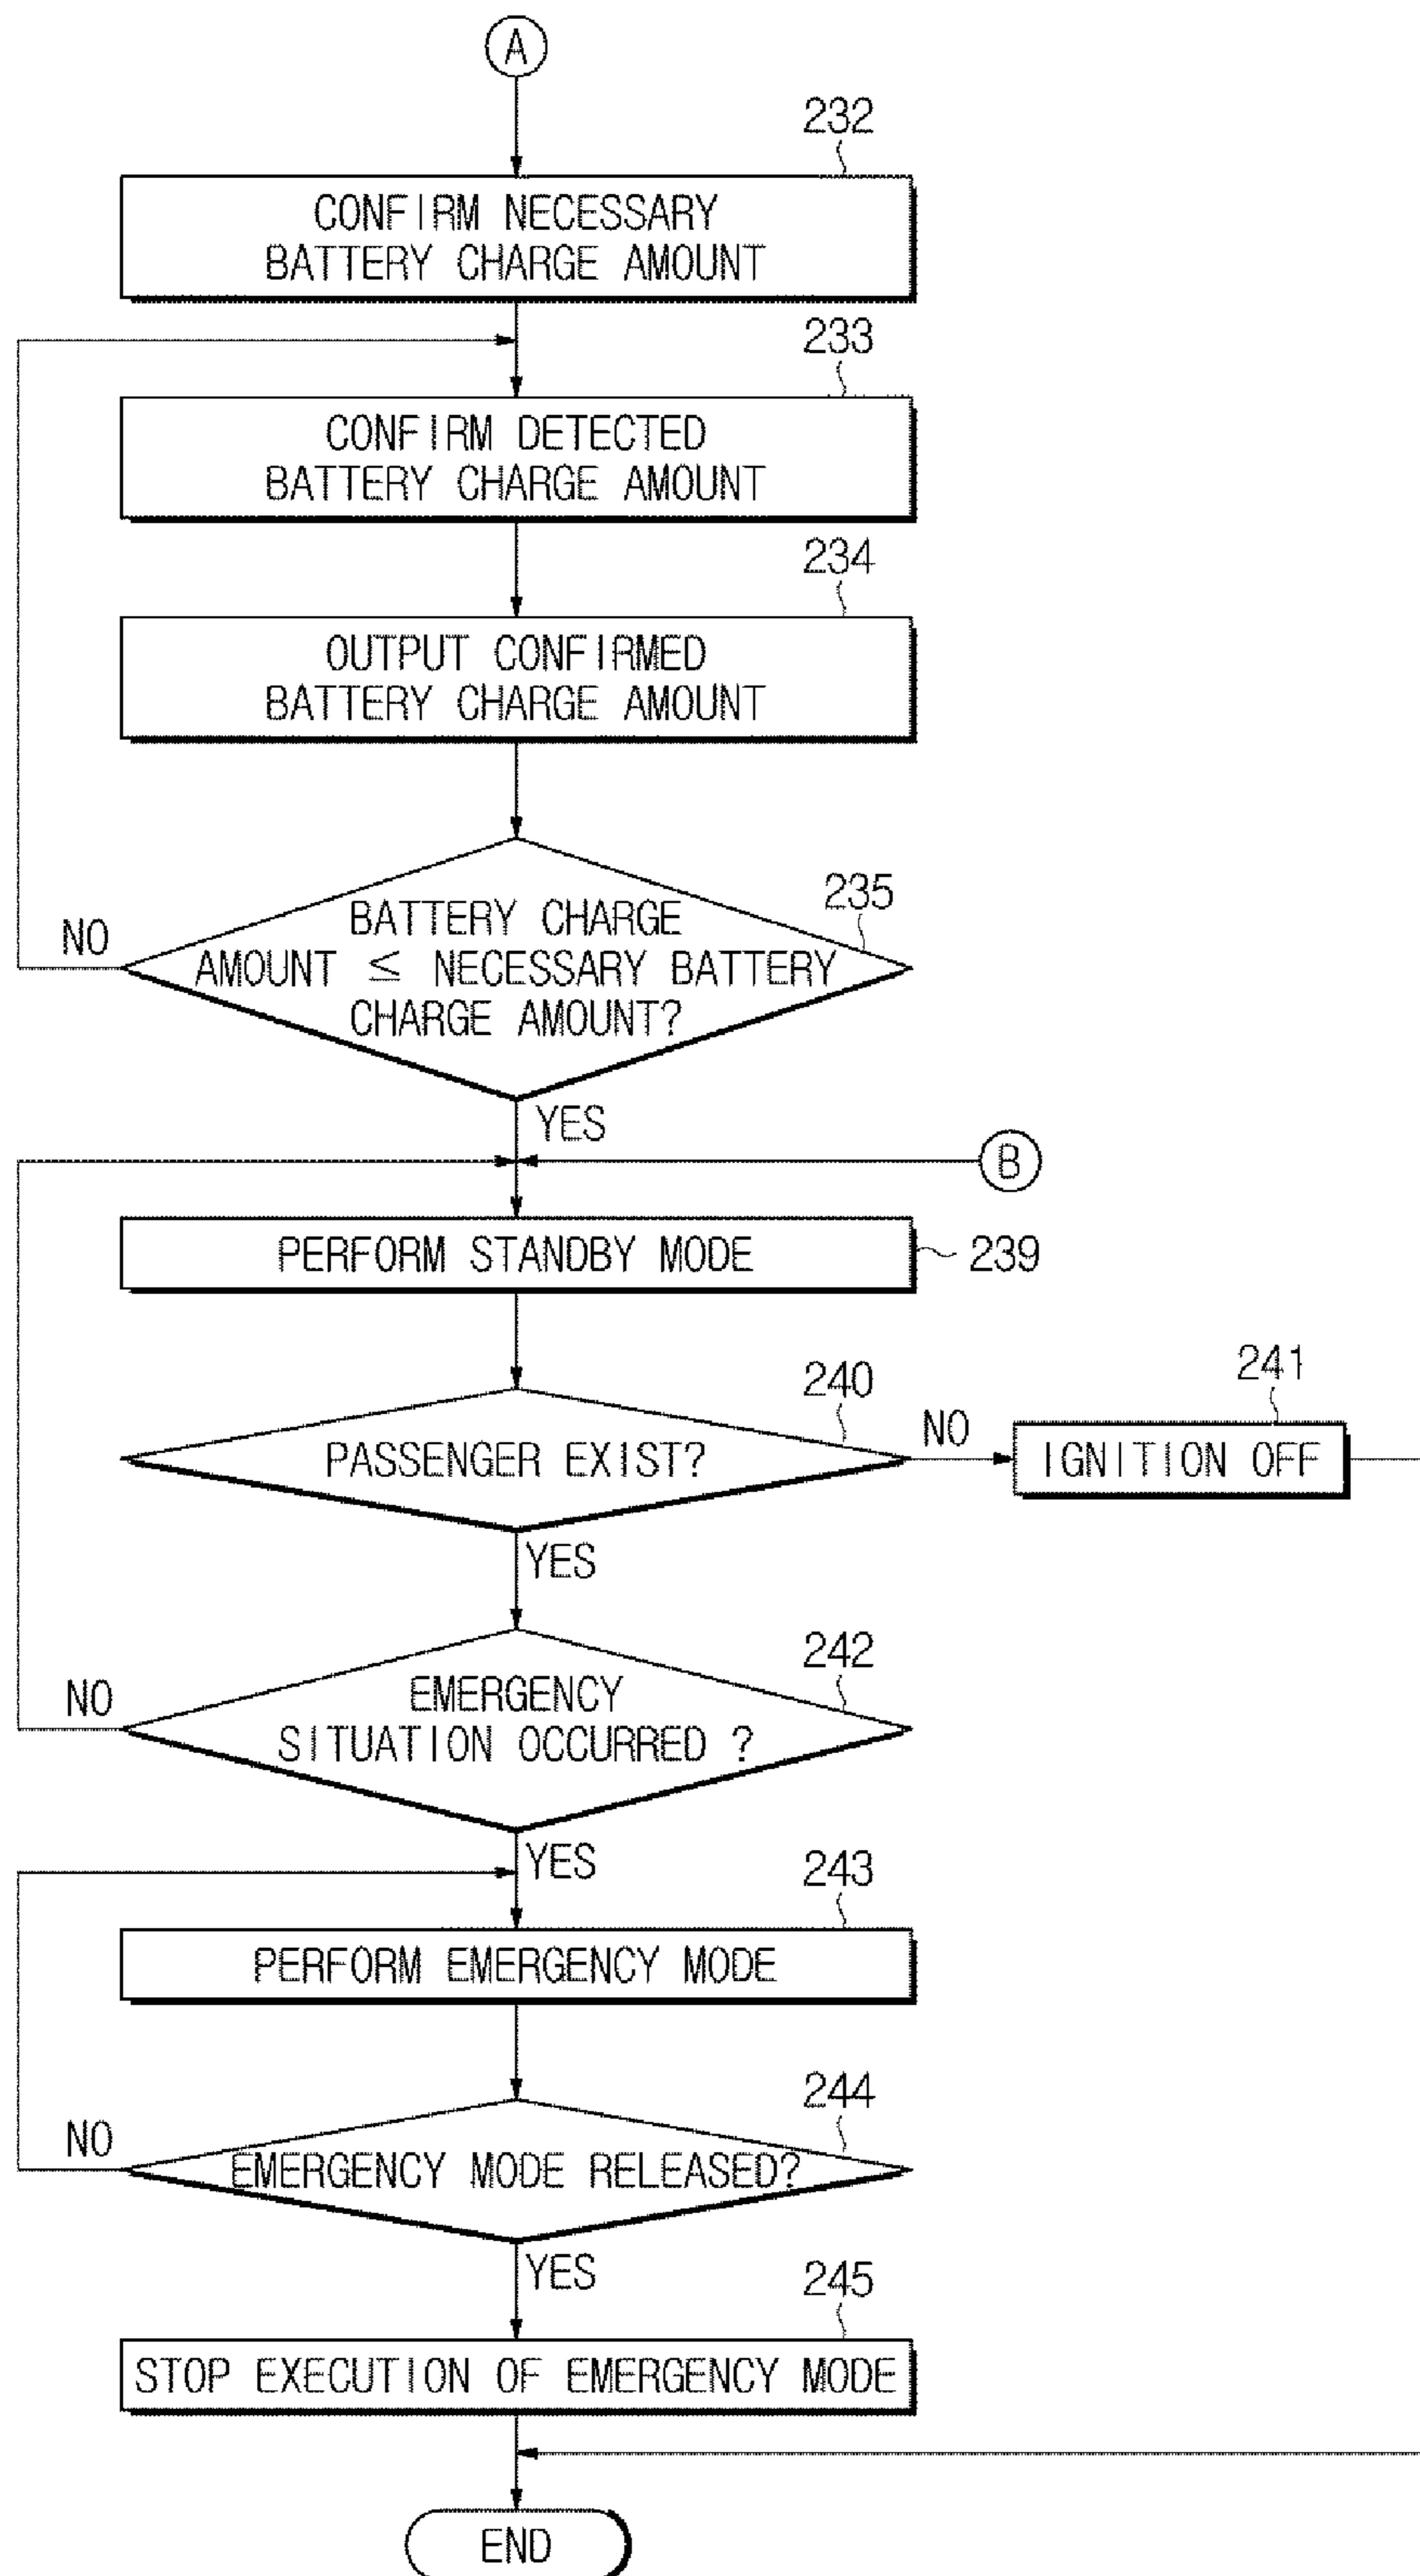 A
232
CONFIRM NECESSARY
BATTERY CHARGE AMOUNT
233
CONFIRM DETECTED
BATTERY CHARGE AMOUNT
234
OUTPUT CONFIRMED
BATTERY CHARGE AMOUNT
235
NO
BATTERY CHARGE
AMOUNT ≤ NECESSARY BATTERY
CHARGE AMOUNT?
YES
B
PERFORM STANDBY MODE
239
240
241
PASSENGER EXIST?
NO
IGNITION OFF
YES
242
NO
EMERGENCY
SITUATION OCCURRED ?
YES
243
PERFORM EMERGENCY MODE
244
NO
EMERGENCY MODE RELEASED?
YES
245
STOP EXECUTION OF EMERGENCY MODE
END